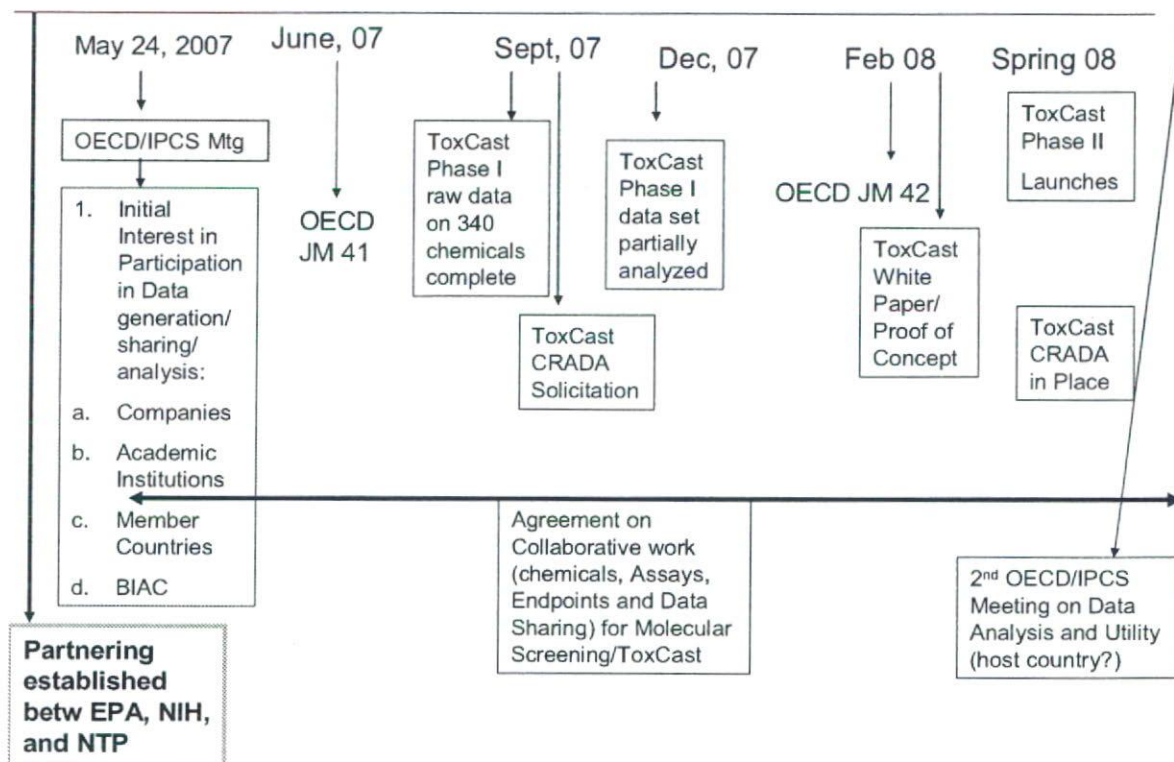 May 24, 2007
June, 07
Sept, 07
Dec, 07
Feb 08
Spring 08
OECD/IPCS Mtg
1. Initial
Interest in
Participation
in Data
generation/
sharing/
analysis:
a. Companies
b. Academic
Institutions
c. Member
Countries
d. BIAC
OECD
JM 41
ToxCast
Phase I
raw data
on 340
chemicals
complete
ToxCast
CRADA
Solicitation
ToxCast
Phase I
data set
partially
analyzed
OECD JM 42
ToxCast
White
Paper/
Proof of
Concept
ToxCast
Phase II
Launches
ToxCast
CRADA
in Place
Agreement on
Collaborative work
(chemicals, Assays,
Endpoints and Data
Sharing) for Molecular
Screening/ToxCast
2nd OECD/IPCS
Meeting on Data
Analysis and Utility
(host country?)
Partnering
established
betw EPA, NIH,
and NTP